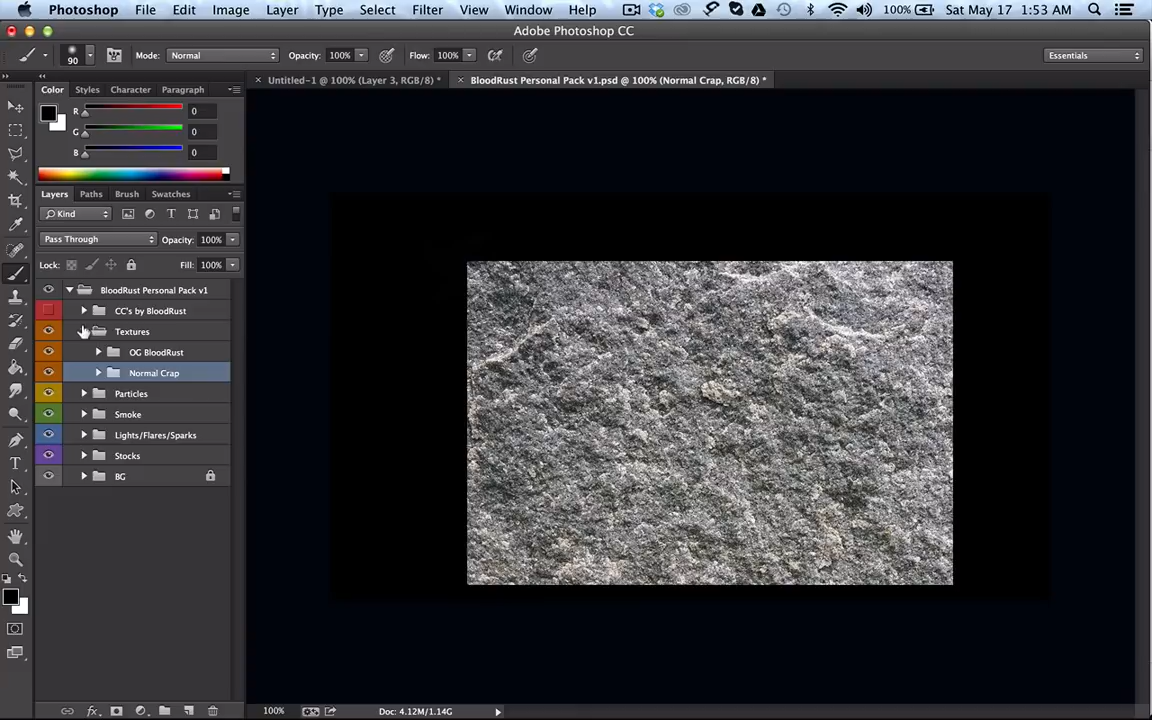 Photoshop File Edit Image Layer Type Select Filter View Window Help 100% Sat May 17 1:53 AM
Adobe Photoshop CC
90 Mode: Normal Opacity: 100% Flow: 100% Essentials
Untitled-1 @ 100% (Layer 3, RGB/8) * BloodRust Personal Pack v1.psd @ 100% (Normal Crap, RGB/8) *
Color Styles Character Paragraph
R 0
G 0
B 0
Layers Paths Brush Swatches
Kind
Pass Through Opacity: 100%
Lock: Fill: 100%
BloodRust Personal Pack v1
CC's by BloodRust
Textures
OG BloodRust
Normal Crap
Particles
Smoke
Lights/Flares/Sparks
Stocks
BG
100% Doc: 4.12M/1.14G